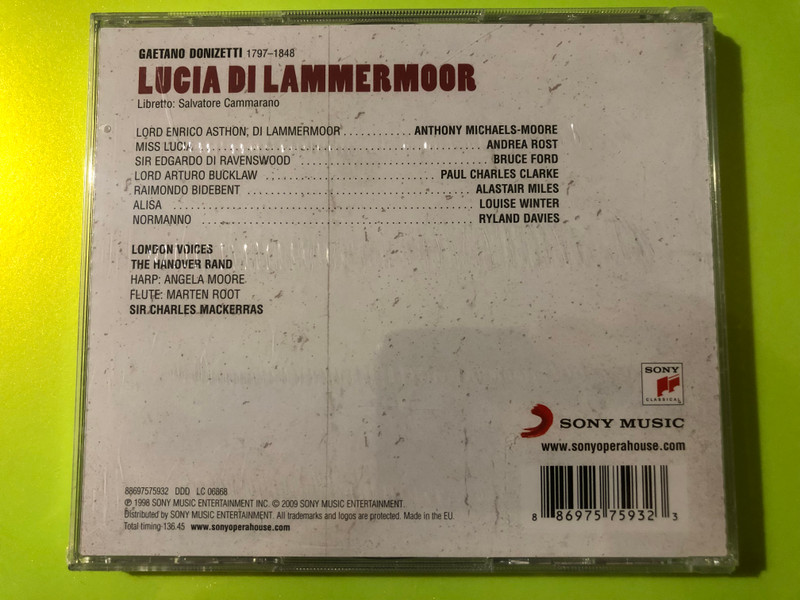 GAETANO DONIZETTI 1797–1848
LUCIA DI LAMMERMOOR
Libretto: Salvatore Cammarano
LORD ENRICO ASTHON, DI LAMMERMOOR ............ ANTHONY MICHAELS-MOORE
MISS LUCIA ............ ANDREA ROST
SIR EDGARDO DI RAVENSWOOD ............ BRUCE FORD
LORD ARTURO BUCKLAW ............ PAUL CHARLES CLARKE
RAIMONDO BIDEBENT ............ ALASTAIR MILES
ALISA ............ LOUISE WINTER
NORMANNO ............ RYLAND DAVIES
LONDON VOICES
THE HANOVER RAND
HARP: ANGELA MOORE
FLUTE: MARTEN ROOT
SIR CHARLES MACKERRAS
SONY
CLASSICAL
SONY MUSIC
www.sonyoperahouse.com
88697575932 DDD LC 06868
℗ 1998 SONY MUSIC ENTERTAINMENT INC. © 2009 SONY MUSIC ENTERTAINMENT.
Distributed by SONY MUSIC ENTERTAINMENT. All trademarks and logos are protected. Made in the EU.
Total timing-136.45 www.sonyoperahouse.com
8 86975 75932 3